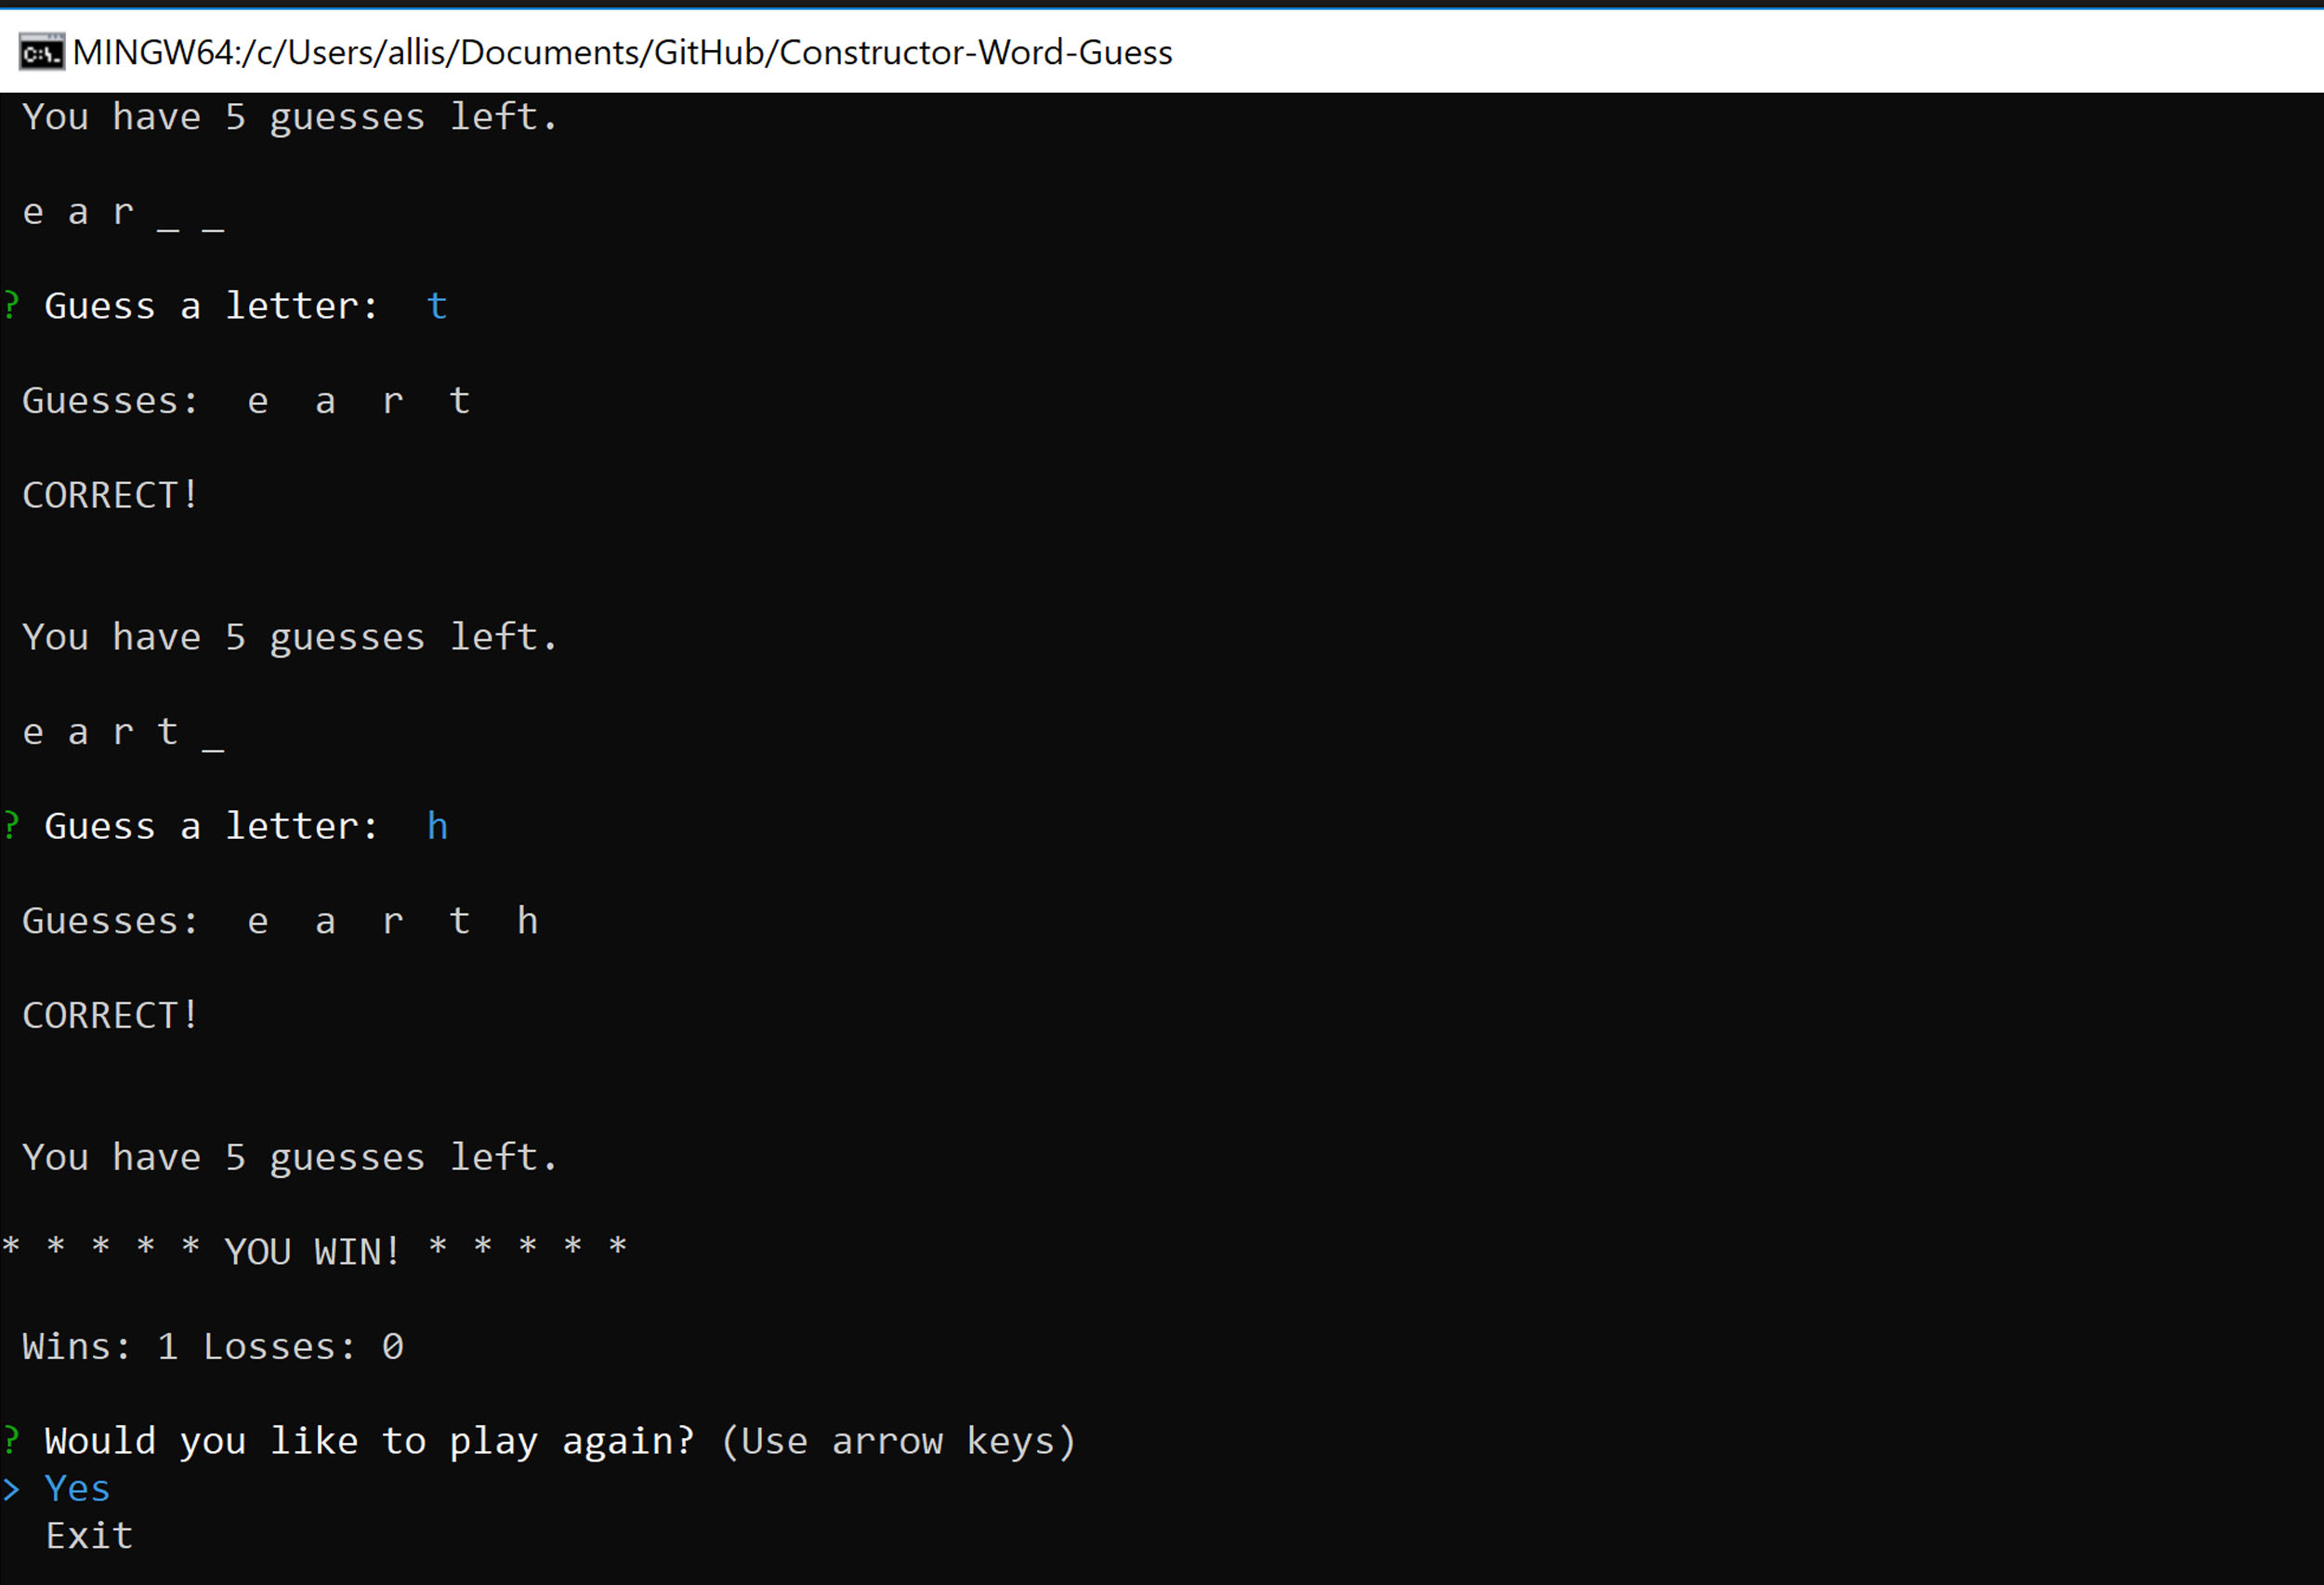 MINGW64:/c/Users/allis/Documents/GitHub/Constructor-Word-Guess
You have 5 guesses left.
e a r _ _
? Guess a letter:  t
Guesses:  e  a  r  t
CORRECT!
You have 5 guesses left.
e a r t _
? Guess a letter:  h
Guesses:  e  a  r  t  h
CORRECT!
You have 5 guesses left.
* * * * * YOU WIN! * * * * *
Wins: 1 Losses: 0
? Would you like to play again? (Use arrow keys)
> Yes
Exit